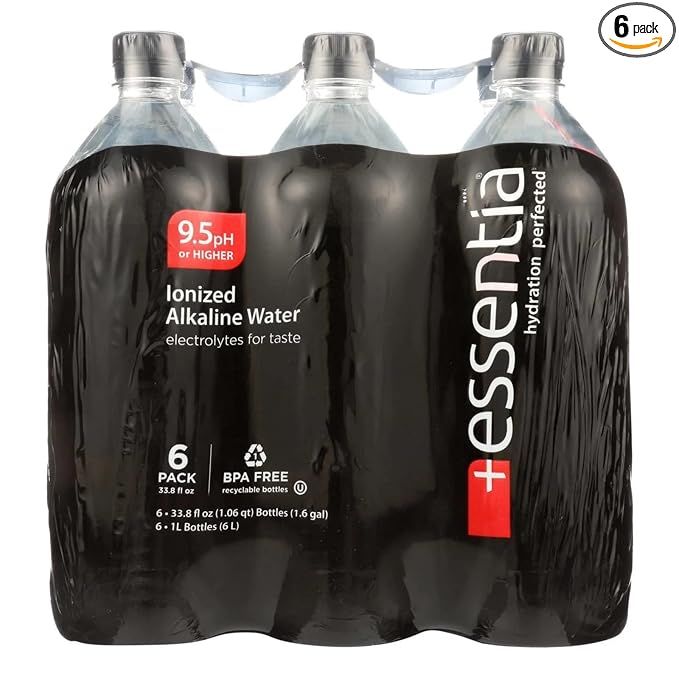 6
pack
9.5pH
or HIGHER
Ionized
Alkaline Water
electrolytes for taste
+essentia®
hydration perfected®
6
PACK
33.8 fl oz
1
BPA FREE
recyclable bottles U
6 • 33.8 fl oz (1.06 qt) Bottles (1.6 gal)
6 • 1L Bottles (6 L)